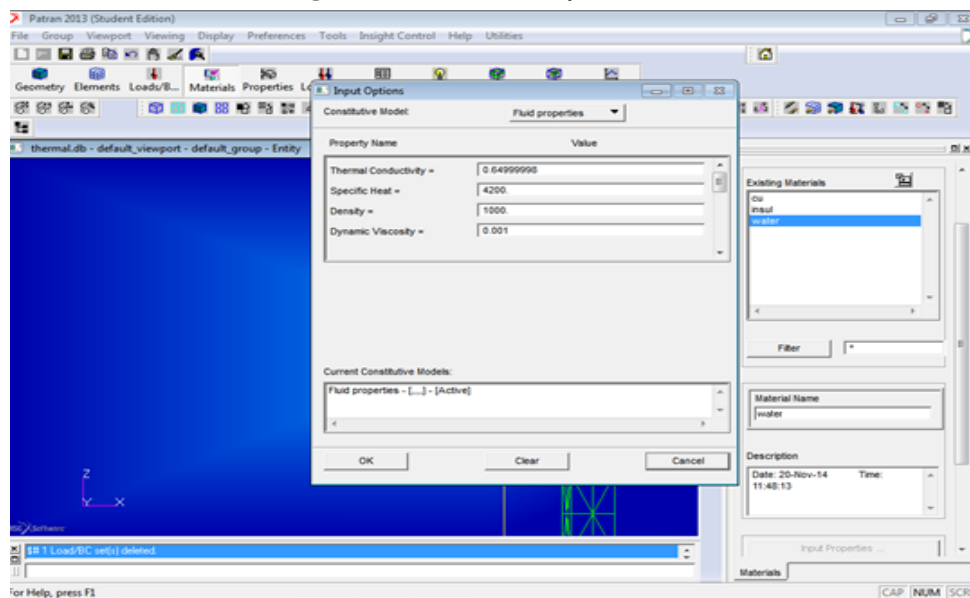 Patran 2013 (Student Edition)
File Group Viewport Viewing Display Preferences Tools Insight Control Help Utilities
Geometry Elements Loads/B... Materials Properties
Input Options
Constitutive Model: Fluid properties
thermal.db - default_viewport - default_group - Entity
Property Name Value
Thermal Conductivity = 0.64999998
Specific Heat = 4200.
Density = 1000.
Dynamic Viscosity = 0.001
Current Constitutive Models:
Fluid properties - [,,,,] - [Active]
OK Clear Cancel
Existing Materials
cu
insul
water
Filter *
Material Name
water
Description
Date: 20-Nov-14 Time:
11:48:13
Input Properties ...
Materials
Z
Y X
MSC Software
$# 1 Load/BC set(s) deleted.
For Help, press F1
CAP NUM SCR